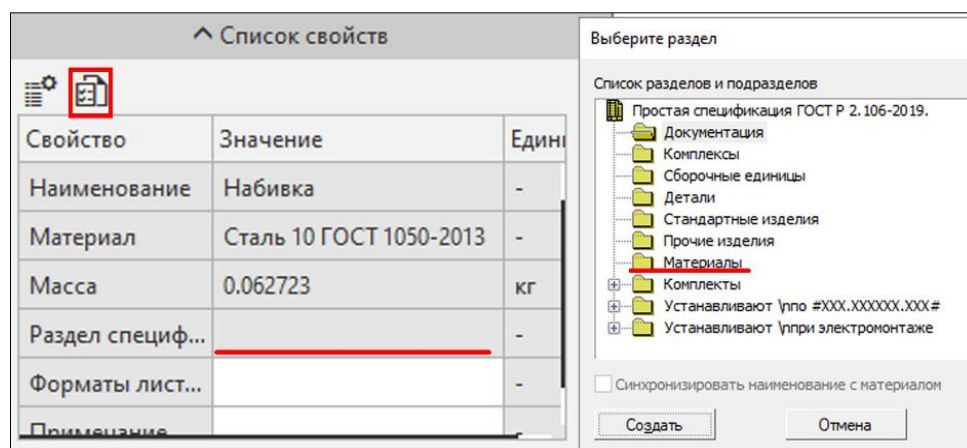 Список свойств
Свойство Значение Едини
Наименование Набивка -
Материал Сталь 10 ГОСТ 1050-2013 -
Масса 0.062723 кг
Раздел специф... -
Форматы лист... -
Примечание
Выберите раздел
Список разделов и подразделов
Простая спецификация ГОСТ Р 2.106-2019.
Документация
Комплексы
Сборочные единицы
Детали
Стандартные изделия
Прочие изделия
Материалы
Комплекты
Устанавливают \nпо #XXX.XXXXXX.XXX#
Устанавливают \nпри электромонтаже
Синхронизировать наименование с материалом
Создать Отмена